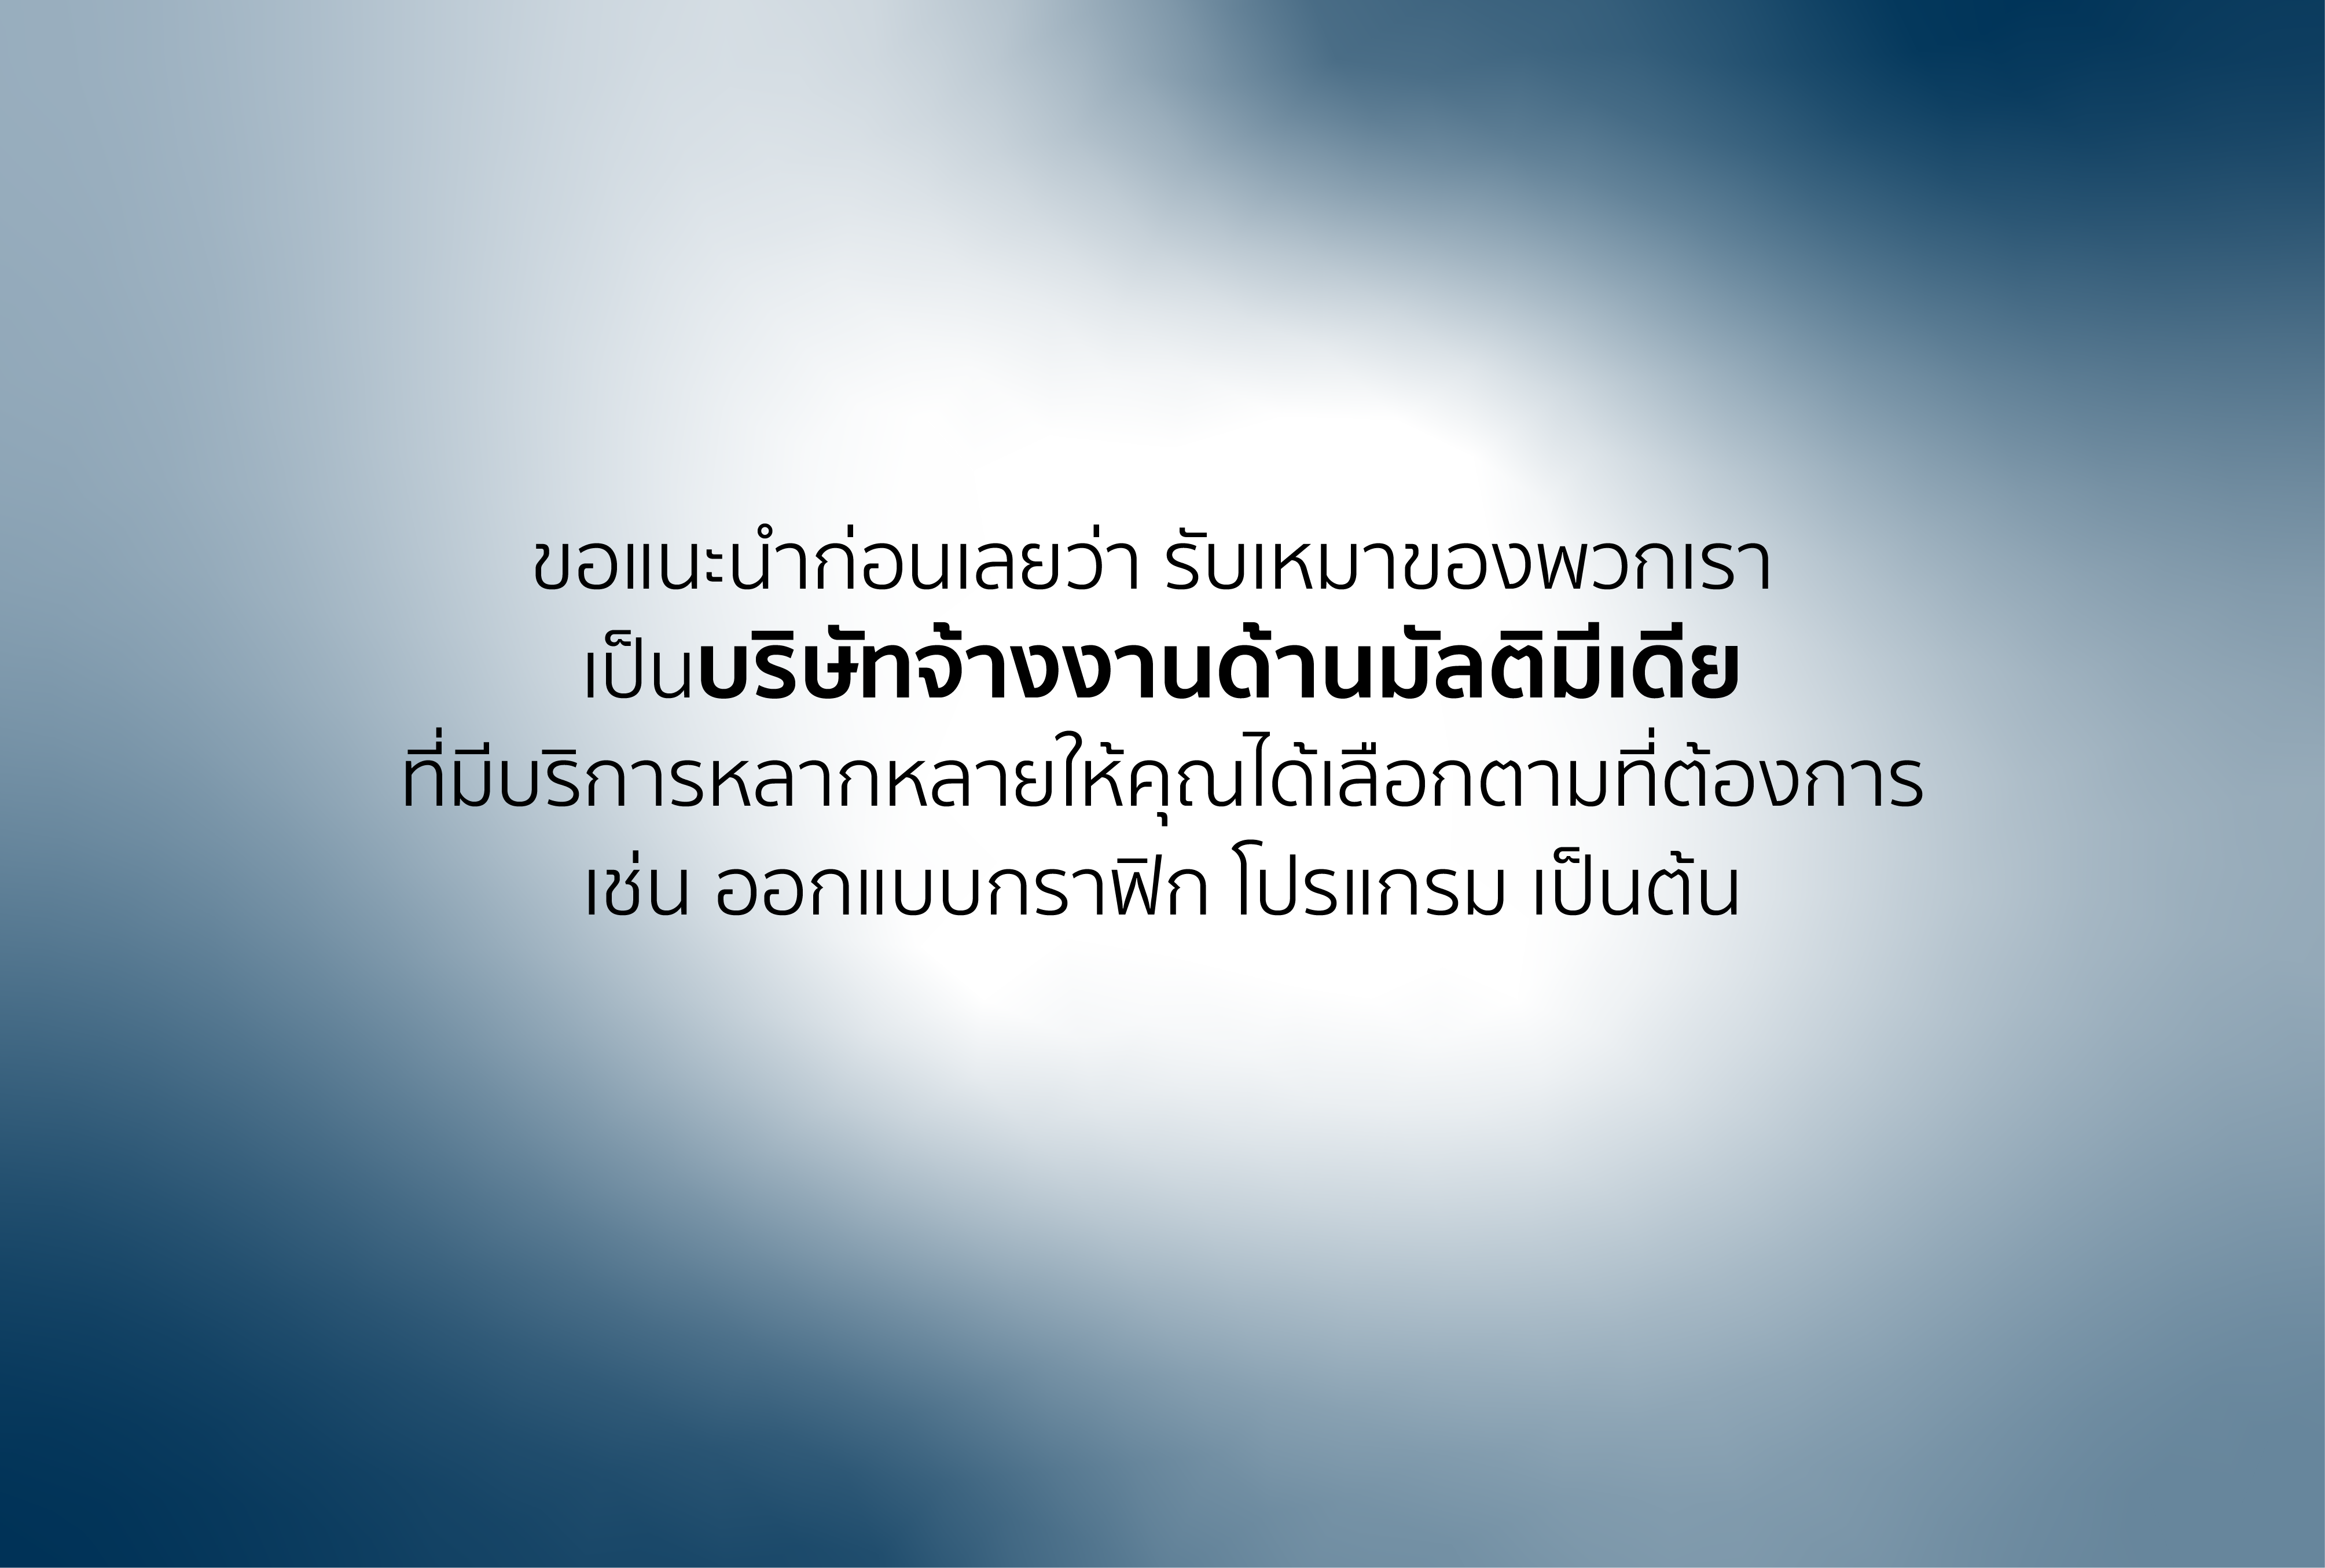 ขอแนะนำก่อนเลยว่า รับเหมาของพวกเรา
เป็นบริษัทจ้างงานด้านมัลติมีเดีย
ที่มีบริการหลากหลายให้คุณได้เลือกตามที่ต้องการ
เช่น ออกแบบกราฟิก โปรแกรม เป็นต้น